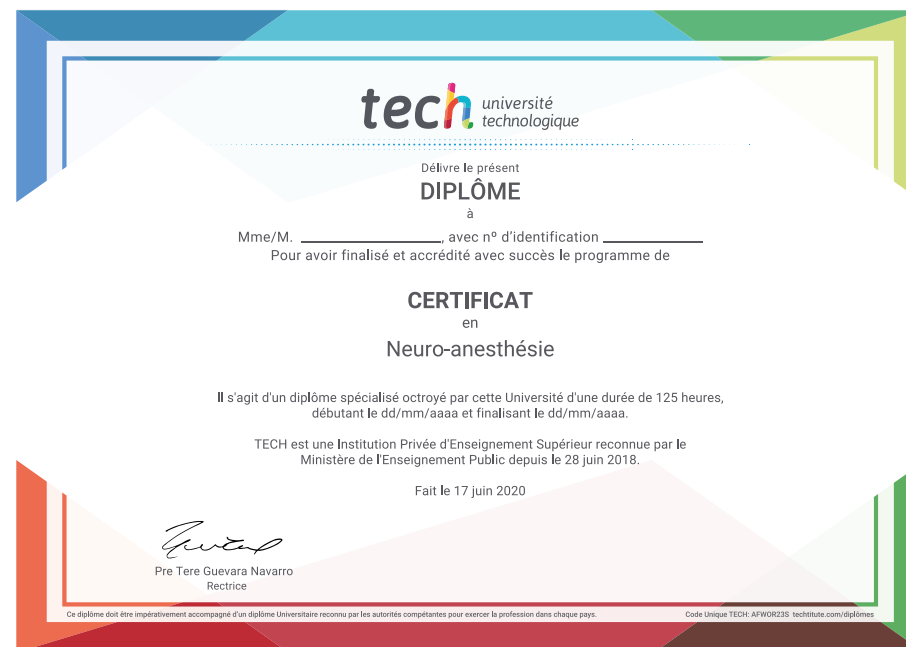 tech université
technologique
Délivre le présent
DIPLÔME
à
Mme/M. ____________________, avec nº d'identification ______________
Pour avoir finalisé et accrédité avec succès le programme de
CERTIFICAT
en
Neuro-anesthésie
Il s'agit d'un diplôme spécialisé octroyé par cette Université d'une durée de 125 heures,
débutant le dd/mm/aaaa et finalisant le dd/mm/aaaa.
TECH est une Institution Privée d'Enseignement Supérieur reconnue par le
Ministère de l'Enseignement Public depuis le 28 juin 2018.
Fait le 17 juin 2020
Pre Tere Guevara Navarro
Rectrice
Ce diplôme doit être impérativement accompagné d'un diplôme Universitaire reconnu par les autorités compétantes pour exercer la profession dans chaque pays.
Code Unique TECH: AFWOR23S techtitute.com/diplômes